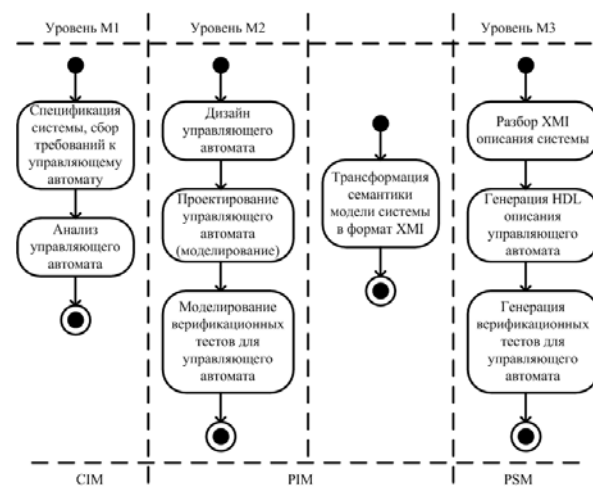 Уровень М1
Уровень М2
Уровень М3
Спецификация
системы, сбор
требований к
управляющему
автомату
Анализ
управляющего
автомата
Дизайн
управляющего
автомата
Проектирование
управляющего
автомата
(моделирование)
Моделирование
верификационных
тестов для
управляющего
автомата
Трансформация
семантики
модели системы
в формат XMI
Разбор XMI
описания системы
Генерация HDL
описания
управляющего
автомата
Генерация
верификационных
тестов для
управляющего
автомата
CIM
PIM
PSM